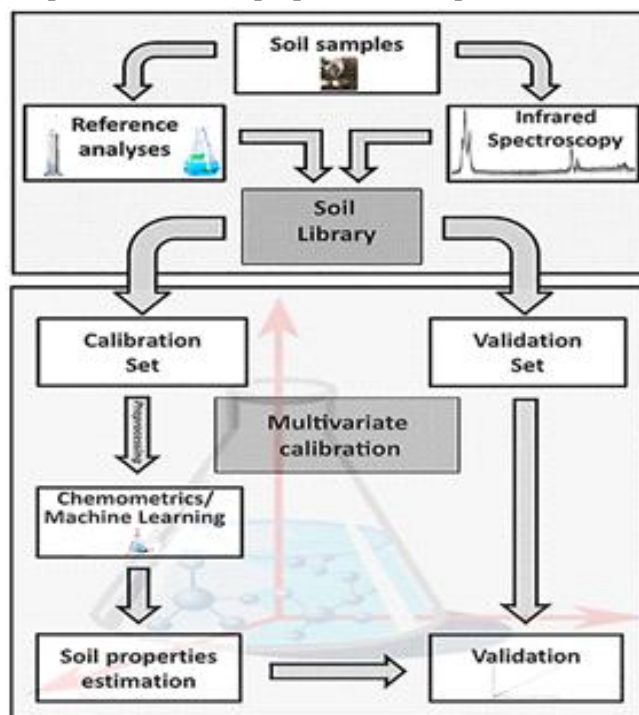 Soil samples
Reference
analyses
Infrared
Spectroscopy
Soil
Library
Calibration
Set
Validation
Set
Preprocessing
Multivariate
calibration
Chemometrics/
Machine Learning
Soil properties
estimation
Validation